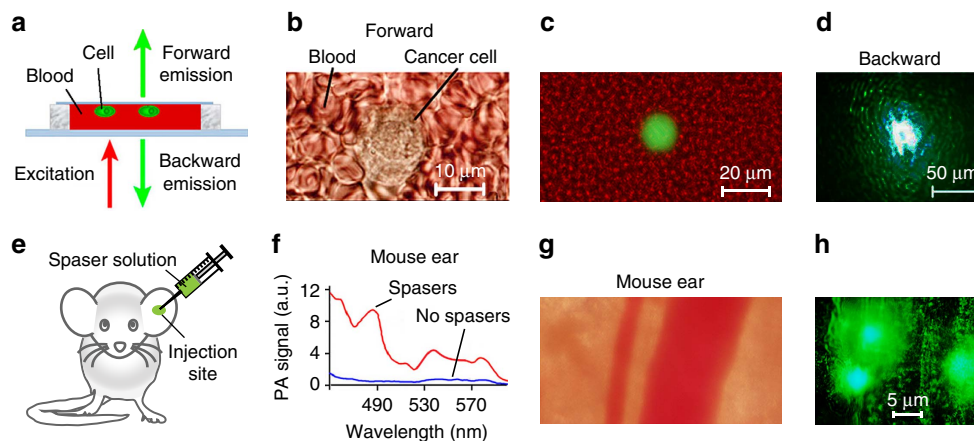 a
Cell
Forward
emission
Blood
Excitation
Backward
emission
b
Forward
Blood
Cancer cell
10 μm
c
20 μm
d
Backward
50 μm
e
Spaser solution
Injection
site
f
Mouse ear
PA signal (a.u.)
12
8
4
0
Spasers
No spasers
490
530
570
Wavelength (nm)
g
Mouse ear
h
5 μm